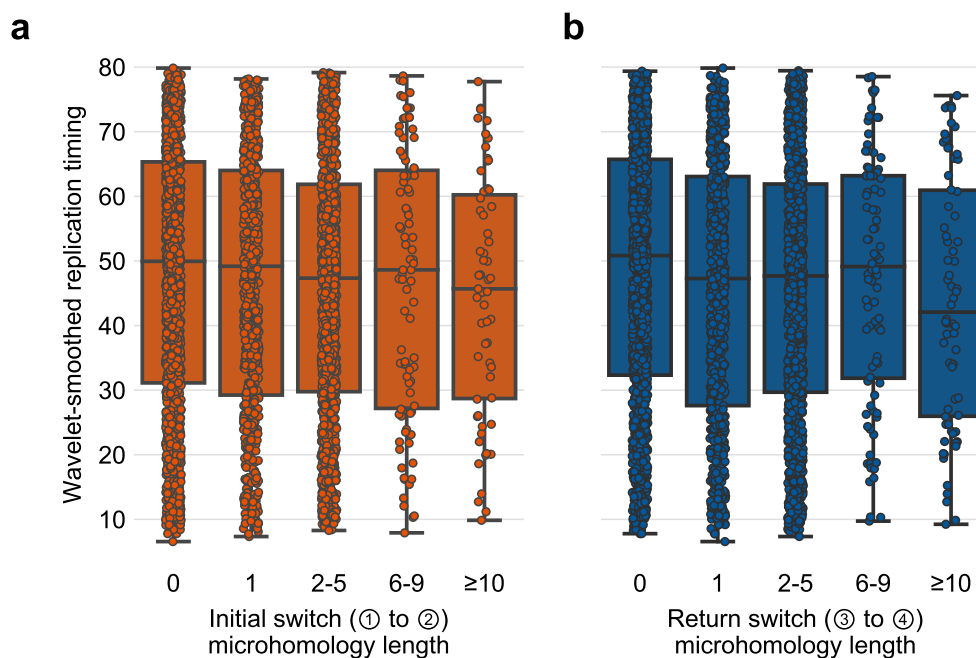 a
b
Wavelet-smoothed replication timing
80
70
60
50
40
30
20
10
0 1 2-5 6-9 ≥10
Initial switch (① to ②)
microhomology length
0 1 2-5 6-9 ≥10
Return switch (③ to ④)
microhomology length